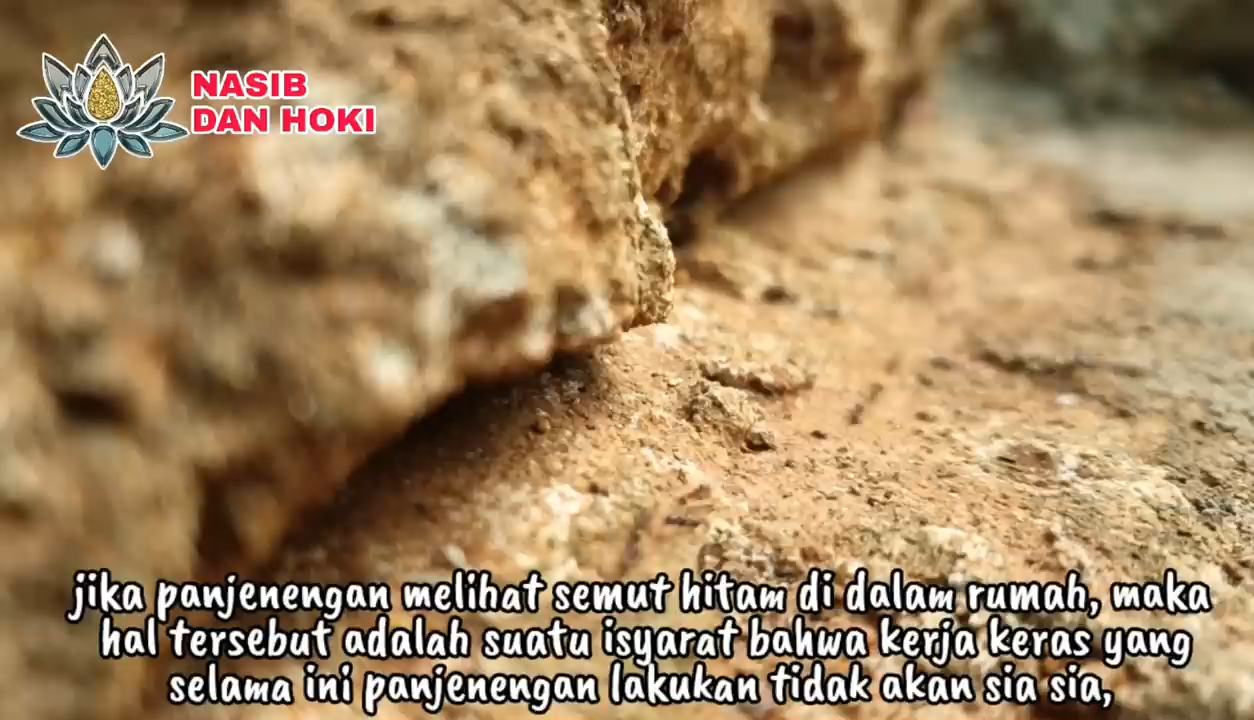 NASIB
DAN HOKI
jika panjenengan melihat semut hitam di dalam rumah, maka
hal tersebut adalah suatu isyarat bahwa kerja keras yang
selama ini panjenengan lakukan tidak akan sia sia,